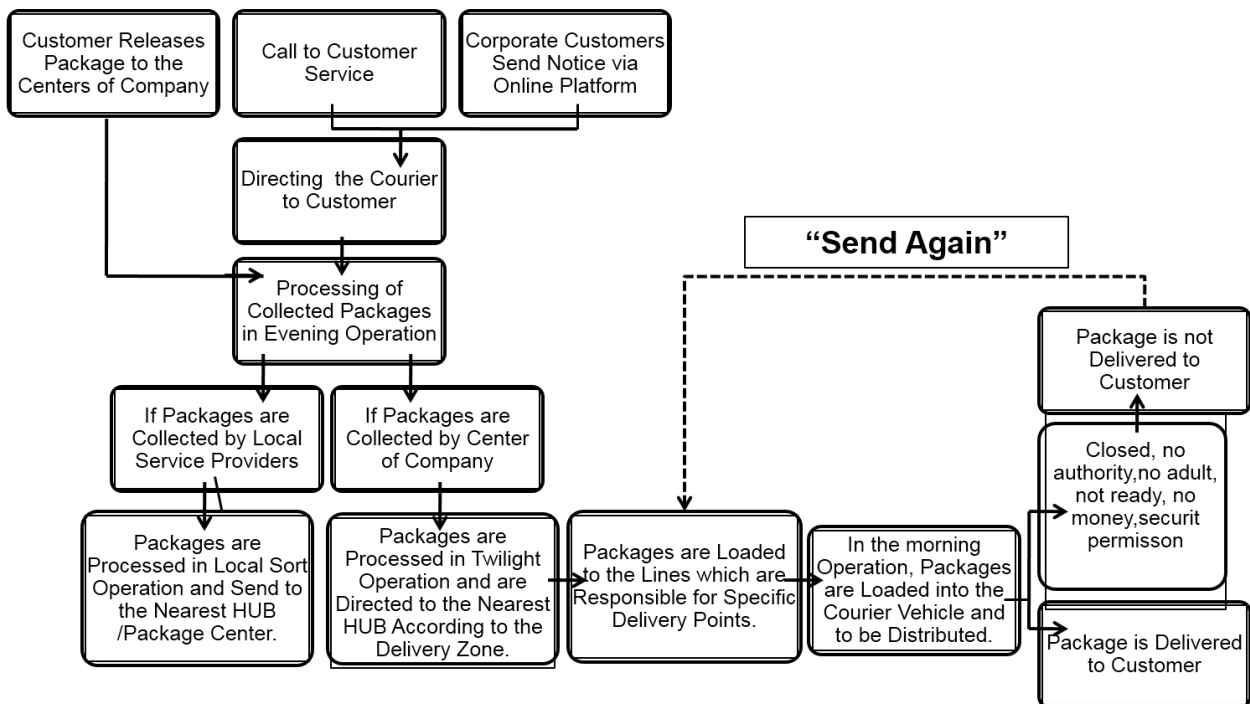 Customer Releases
Package to the
Centers of Company
Call to Customer
Service
Corporate Customers
Send Notice via
Online Platform
Directing the Courier
to Customer
Processing of
Collected Packages
in Evening Operation
If Packages are
Collected by Local
Service Providers
If Packages are
Collected by Center
of Company
Packages are
Processed in Local Sort
Operation and Send to
the Nearest HUB
/Package Center.
Packages are
Processed in Twilight
Operation and are
Directed to the Nearest
HUB According to the
Delivery Zone.
Packages are Loaded
to the Lines which are
Responsible for Specific
Delivery Points.
In the morning
Operation, Packages
are Loaded into the
Courier Vehicle and
to be Distributed.
“Send Again”
Package is not
Delivered to
Customer
Closed, no
authority,no adult,
not ready, no
money,securit
permisson
Package is Delivered
to Customer